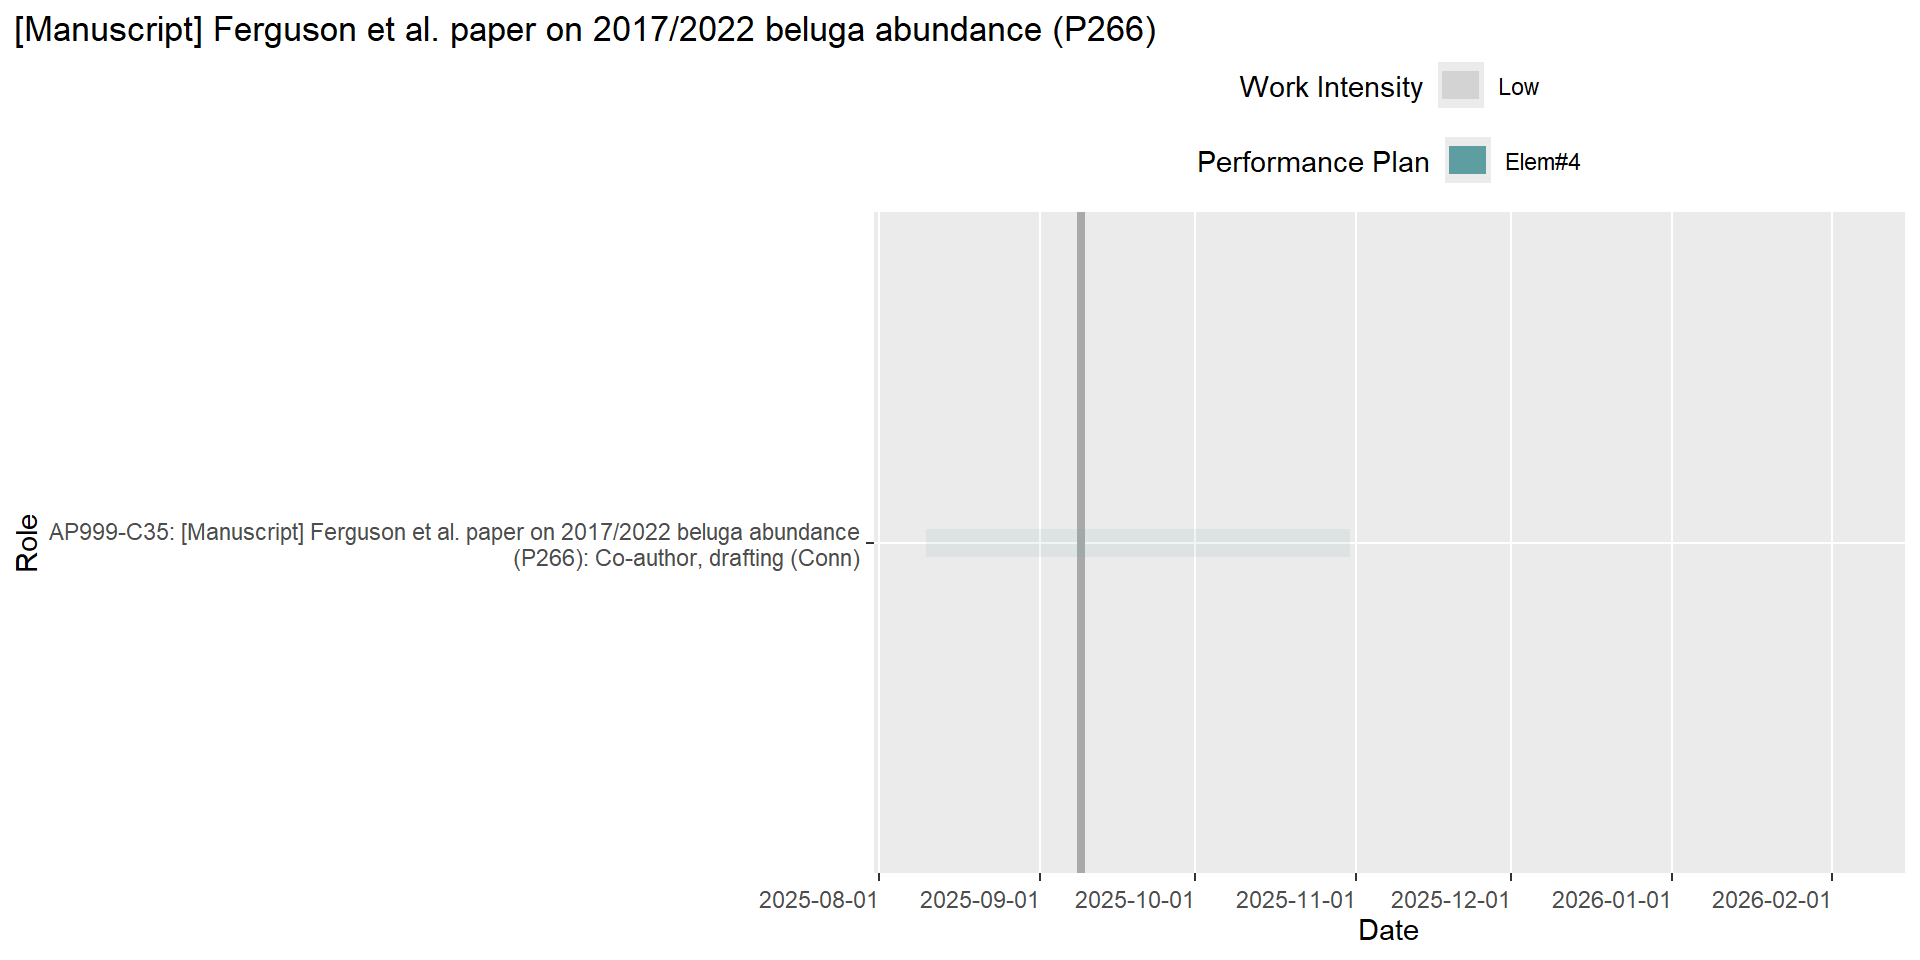 [Manuscript] Ferguson et al. paper on 2017/2022 beluga abundance (P266)
Work Intensity Low
Performance Plan Elem#4
Role
AP999-C35: [Manuscript] Ferguson et al. paper on 2017/2022 beluga abundance
(P266): Co-author, drafting (Conn)
2025-08-01 2025-09-01 2025-10-01 2025-11-01 2025-12-01 2026-01-01 2026-02-01
Date